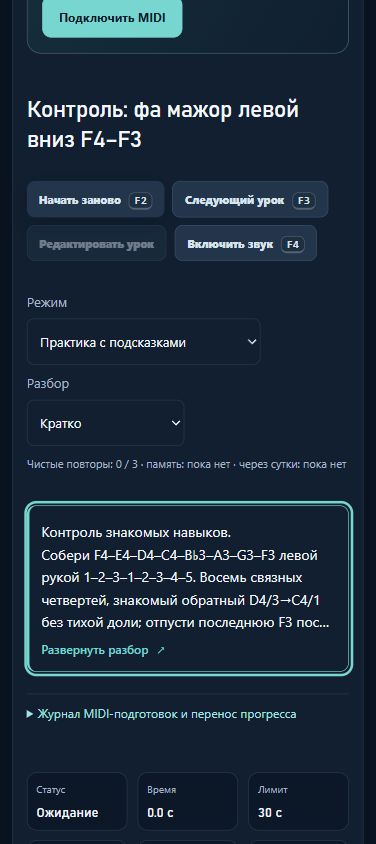 Подключить MIDI
Контроль: фа мажор левой
вниз F4–F3
Начать заново F2
Следующий урок F3
Редактировать урок
Включить звук F4
Режим
Практика с подсказками
Разбор
Кратко
Чистые повторы: 0 / 3 · память: пока нет · через сутки: пока нет
Контроль знакомых навыков.
Собери F4–E4–D4–C4–B♭3–A3–G3–F3 левой
рукой 1–2–3–1–2–3–4–5. Восемь связных
четвертей, знакомый обратный D4/3→C4/1
без тихой доли; отпусти последнюю F3 пос...
Развернуть разбор ↗
▶ Журнал MIDI-подготовок и перенос прогресса
Статус Время Лимит
Ожидание 0.0 с 30 с